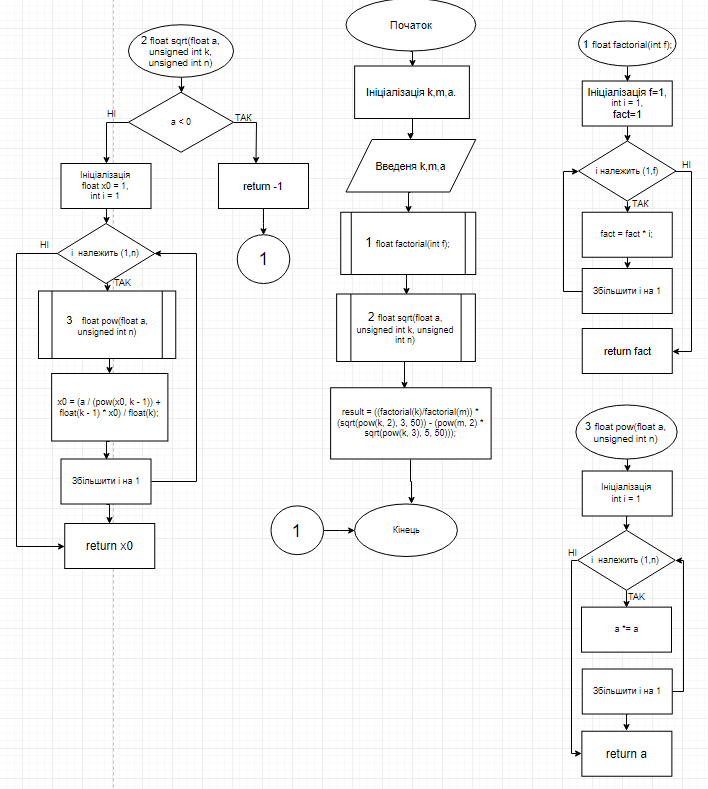 2 float sqrt(float a,
unsigned int k,
unsigned int n)
a < 0
НІ
ТАК
Ініціалізація
float x0 = 1,
int i = 1
return -1
1
і належить (1,n)
НІ
ТАК
3 float pow(float a,
unsigned int n)
x0 = (a / (pow(x0, k - 1)) +
float(k - 1) * x0) / float(k);
Збільшити і на 1
return x0
Початок
Ініціалізація k,m,a.
Введеня k,m,a
1 float factorial(int f);
2 float sqrt(float a,
unsigned int k, unsigned
int n)
result = ((factorial(k)/factorial(m)) *
(sqrt(pow(k, 2), 3, 50)) - (pow(m, 2) *
sqrt(pow(k, 3), 5, 50)));
1
Кінець
1 float factorial(int f);
Ініціалізація f=1,
int i = 1,
fact=1
і належить (1,f)
НІ
ТАК
fact = fact * i;
Збільшити і на 1
return fact
3 float pow(float a,
unsigned int n)
Ініціалізація
int i = 1
і належить (1,n)
НІ
ТАК
a *= a
Збільшити і на 1
return a